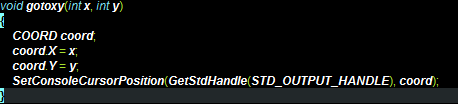 void gotoxy(int x, int y)
{
COORD coord;
coord.X = x;
coord.Y = y;
SetConsoleCursorPosition(GetStdHandle(STD_OUTPUT_HANDLE), coord);
}